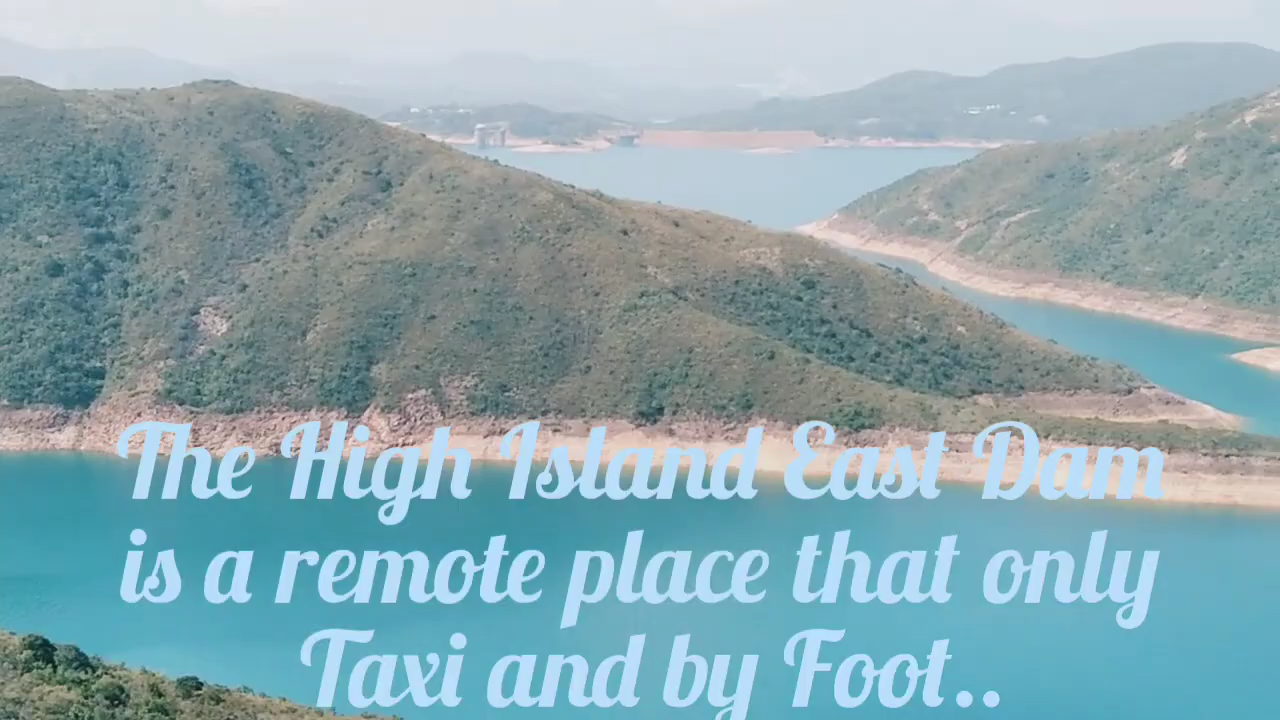 The High Island East Dam
is a remote place that only
Taxi and by Foot..